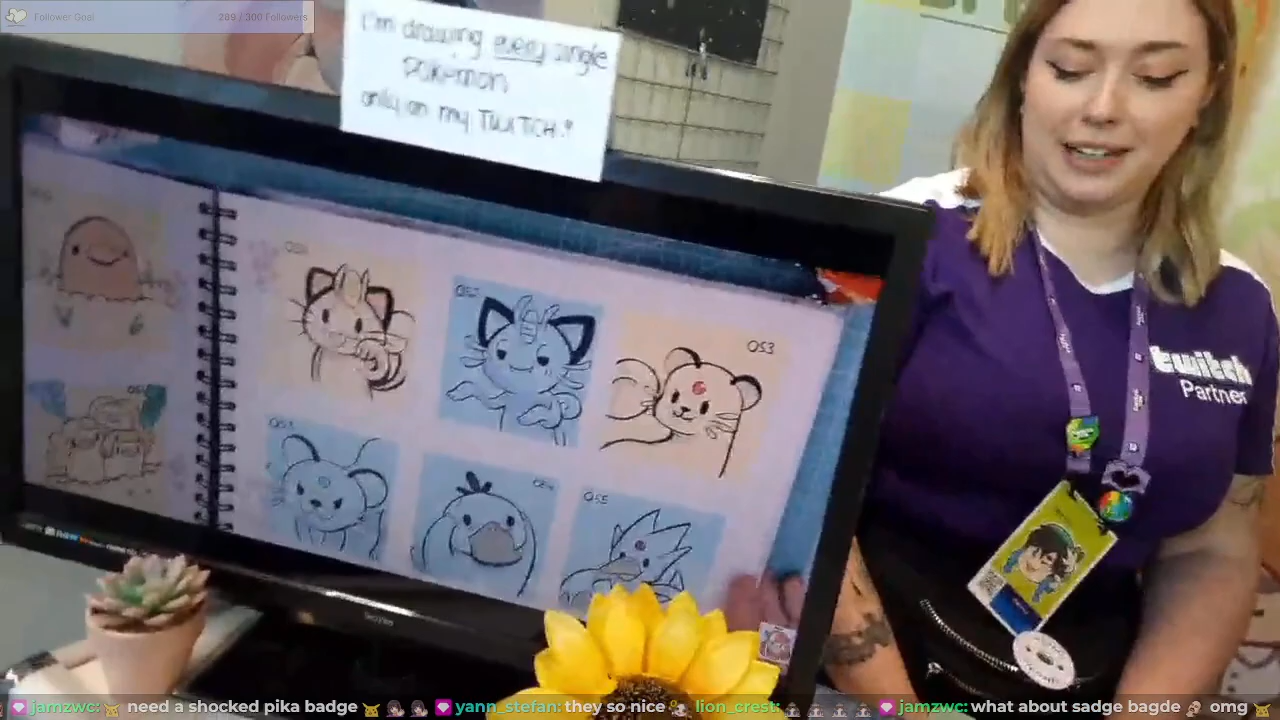 Follower Goal
289 / 300 Followers
I'm drawing every single
Pokémon
only on my TWITCH!
053
twitch
Partner
055
jamzwc: need a shocked pika badge yann_stefan: they so nice lion_crest: jamzwc: what about sadge bagde omg